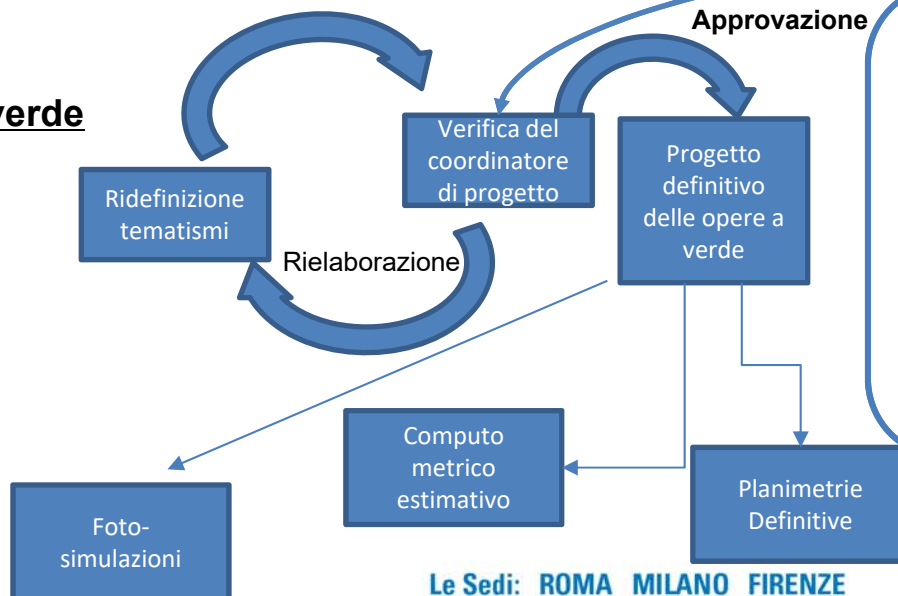 Approvazione
verde
Verifica del
coordinatore
di progetto
Progetto
definitivo
delle opere a
verde
Ridefinizione
tematismi
Rielaborazione
Computo
metrico
estimativo
Planimetrie
Definitive
Foto-
simulazioni
Le Sedi: ROMA MILANO FIRENZE